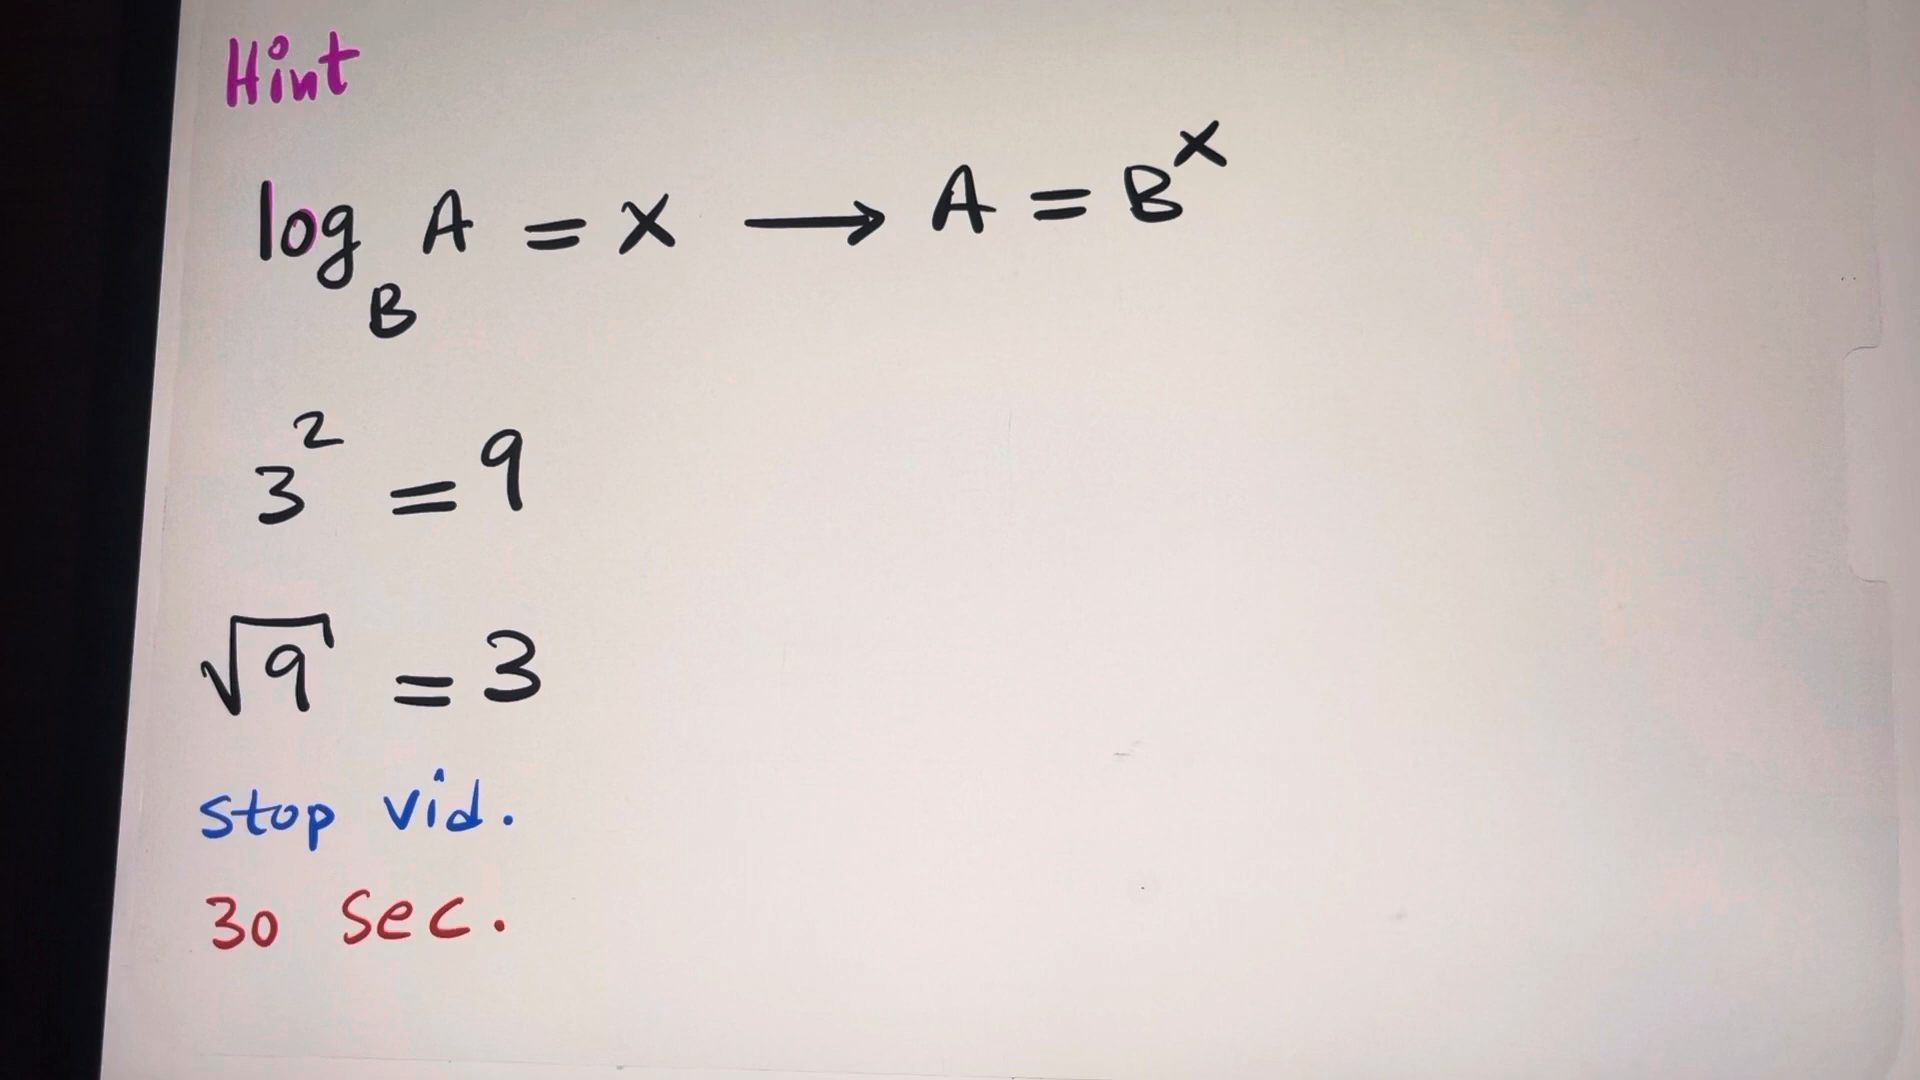 Hint
log_B A = x → A = B^x
3^2 = 9
√9 = 3
stop vid.
30 Sec.